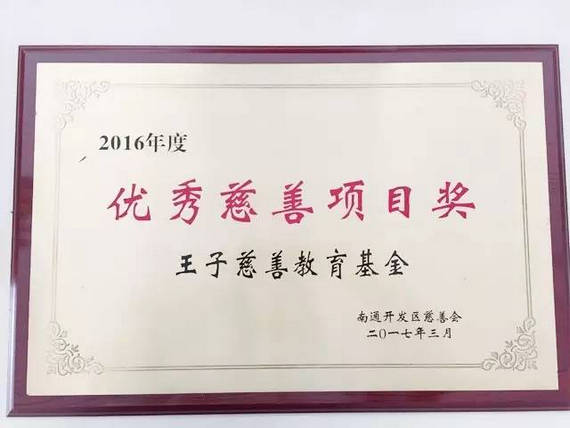 2016年度
优秀慈善项目奖
王子慈善教育基金
南通开发区慈善会
二〇一七年三月